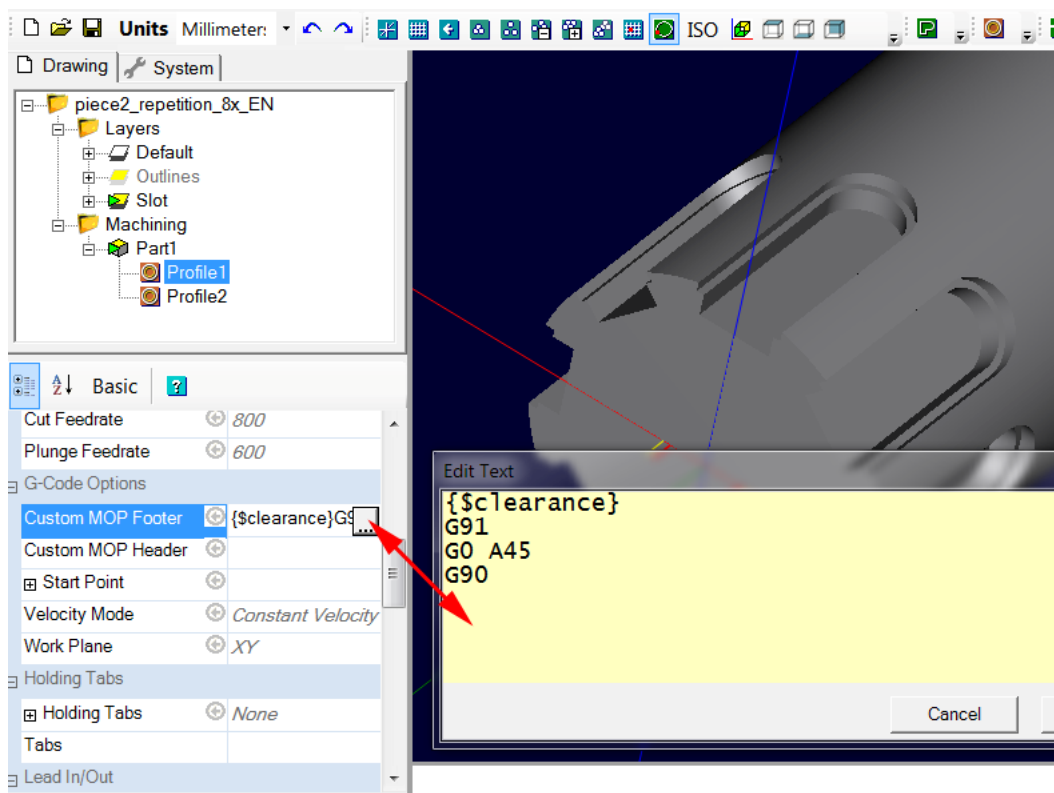 Units Millimeter:
ISO
Drawing System
piece2_repetition_8x_EN
Layers
Default
Outlines
Slot
Machining
Part1
Profile1
Profile2
A Z Basic ?
Cut Feedrate 800
Plunge Feedrate 600
G-Code Options
Custom MOP Footer {$clearance}G9 ...
Custom MOP Header
Start Point
Velocity Mode Constant Velocity
Work Plane XY
Holding Tabs
Holding Tabs None
Tabs
Lead In/Out
Edit Text
{$clearance}
G91
G0 A45
G90
Cancel